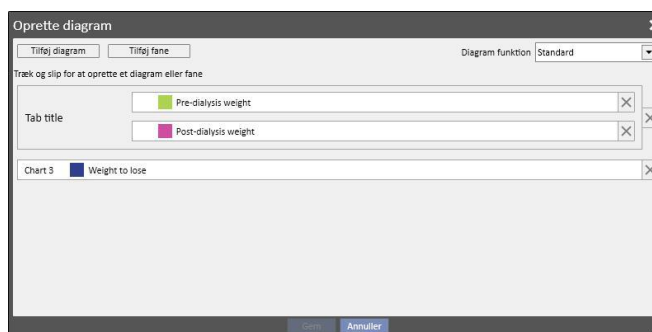 Oprette diagram
Tilføj diagram Tilføj fane Diagram funktion Standard
Træk og slip for at oprette et diagram eller fane
Pre-dialysis weight
Tab title
Post-dialysis weight
Chart 3 Weight to lose
Gem Annuller